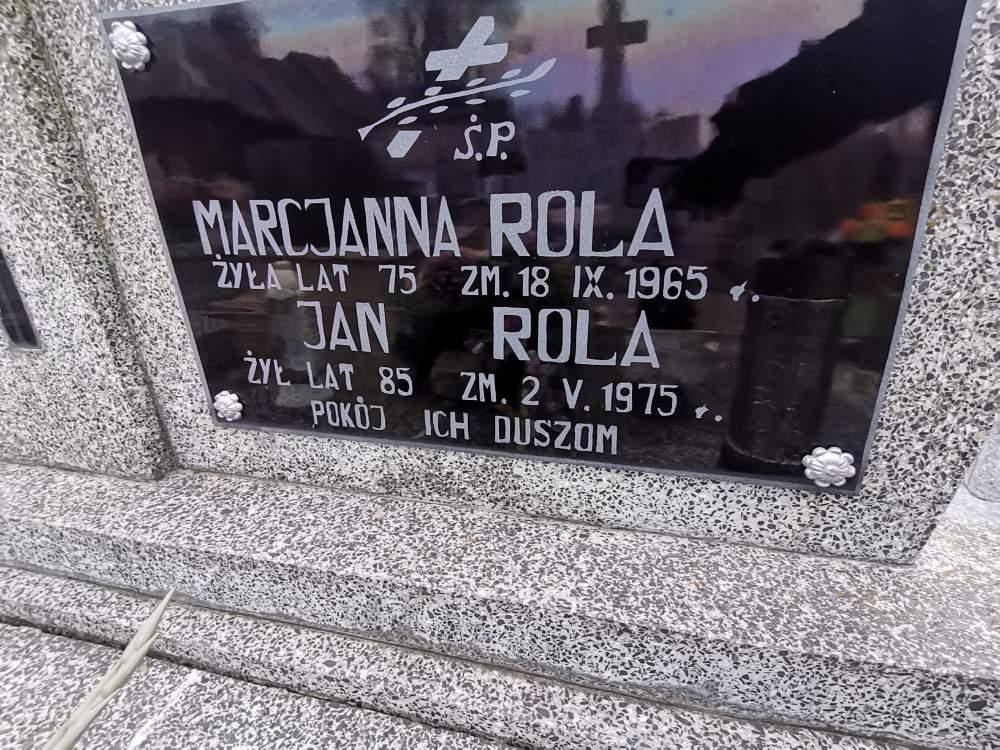 Ś.P.
MARCJANNA ROLA
ŻYŁA LAT 75 ZM. 18 IX. 1965 r.
JAN ROLA
ŻYŁ LAT 85 ZM. 2 V. 1975 r.
POKÓJ ICH DUSZOM